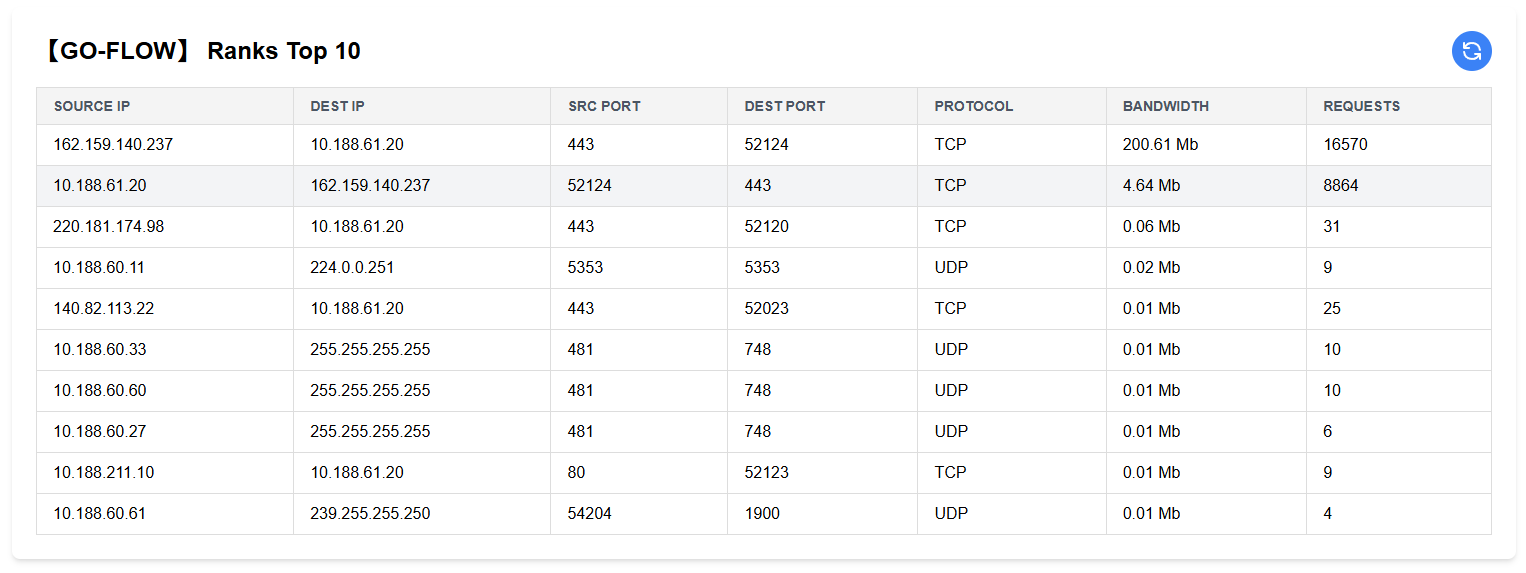 【GO-FLOW】 Ranks Top 10
SOURCE IP DEST IP SRC PORT DEST PORT PROTOCOL BANDWIDTH REQUESTS
162.159.140.237 10.188.61.20 443 52124 TCP 200.61 Mb 16570
10.188.61.20 162.159.140.237 52124 443 TCP 4.64 Mb 8864
220.181.174.98 10.188.61.20 443 52120 TCP 0.06 Mb 31
10.188.60.11 224.0.0.251 5353 5353 UDP 0.02 Mb 9
140.82.113.22 10.188.61.20 443 52023 TCP 0.01 Mb 25
10.188.60.33 255.255.255.255 481 748 UDP 0.01 Mb 10
10.188.60.60 255.255.255.255 481 748 UDP 0.01 Mb 10
10.188.60.27 255.255.255.255 481 748 UDP 0.01 Mb 6
10.188.211.10 10.188.61.20 80 52123 TCP 0.01 Mb 9
10.188.60.61 239.255.255.250 54204 1900 UDP 0.01 Mb 4